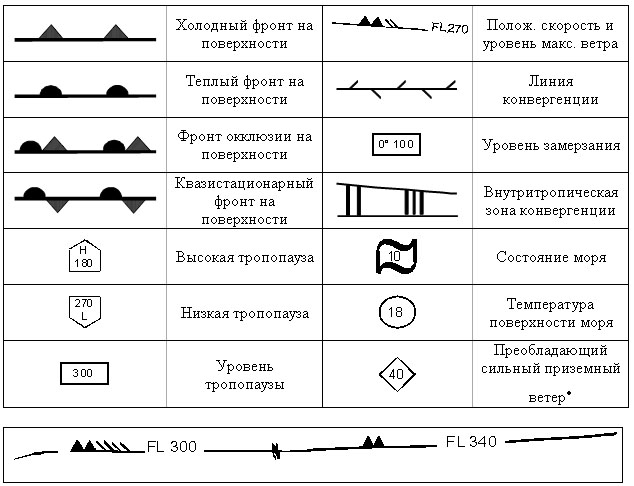 Холодный фронт на
поверхности
FL270
Полож. скорость и
уровень макс. ветра
Теплый фронт на
поверхности
Линия
конвергенции
Фронт окклюзии на
поверхности
0° 100
Уровень замерзания
Квазистационарный
фронт на
поверхности
Внутритропическая
зона конвергенции
H
180
Высокая тропопауза
10
Состояние моря
270
L
Низкая тропопауза
18
Температура
поверхности моря
300
Уровень
тропопаузы
40
Преобладающий
сильный приземный
ветер*
FL 300
FL 340